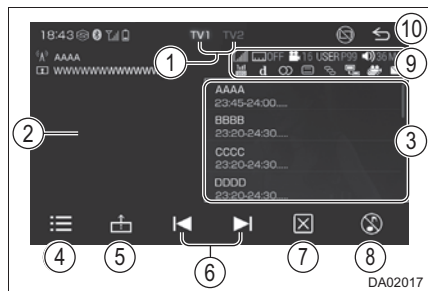 18:43 TV1 TV2
10
AAAA
WWWWWWWWWWWWWW
1
OFF 15 USER P99 36
9
2
AAAA
23:45-24:00....
BBBB
23:20-24:30....
CCCC
23:20-24:30....
DDDD
23:20-24:30....
3
4
5
6
7
8
DA02017